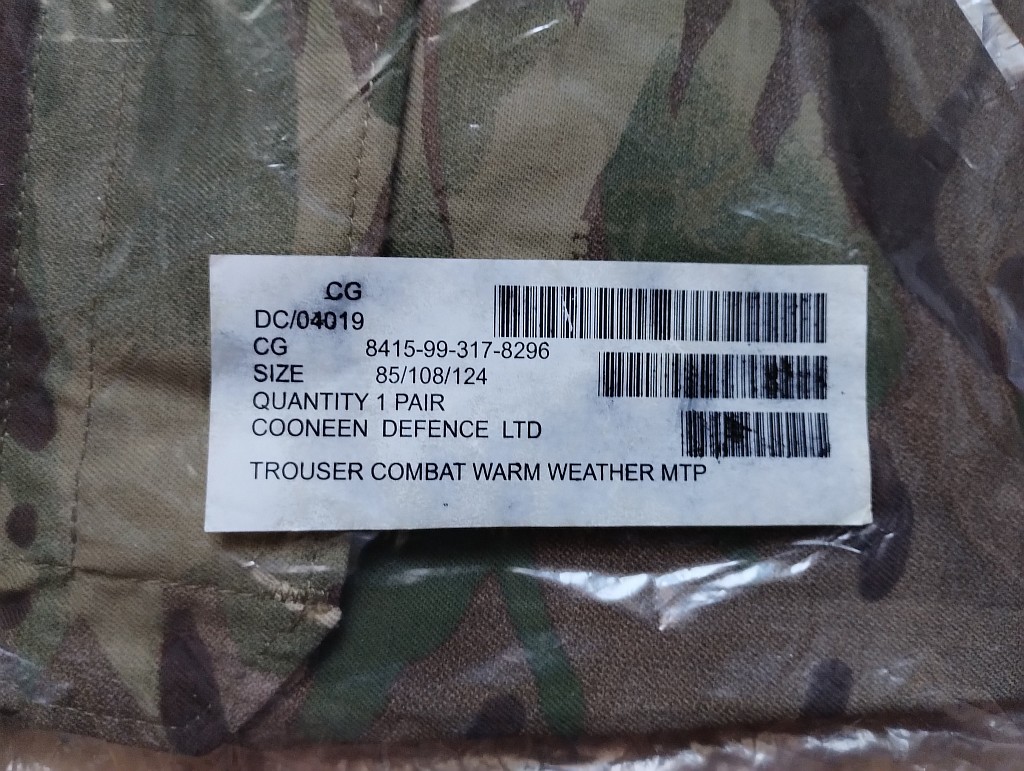 CG
DC/04019
CG 8415-99-317-8296
SIZE 85/108/124
QUANTITY 1 PAIR
COONEEN DEFENCE LTD
TROUSER COMBAT WARM WEATHER MTP